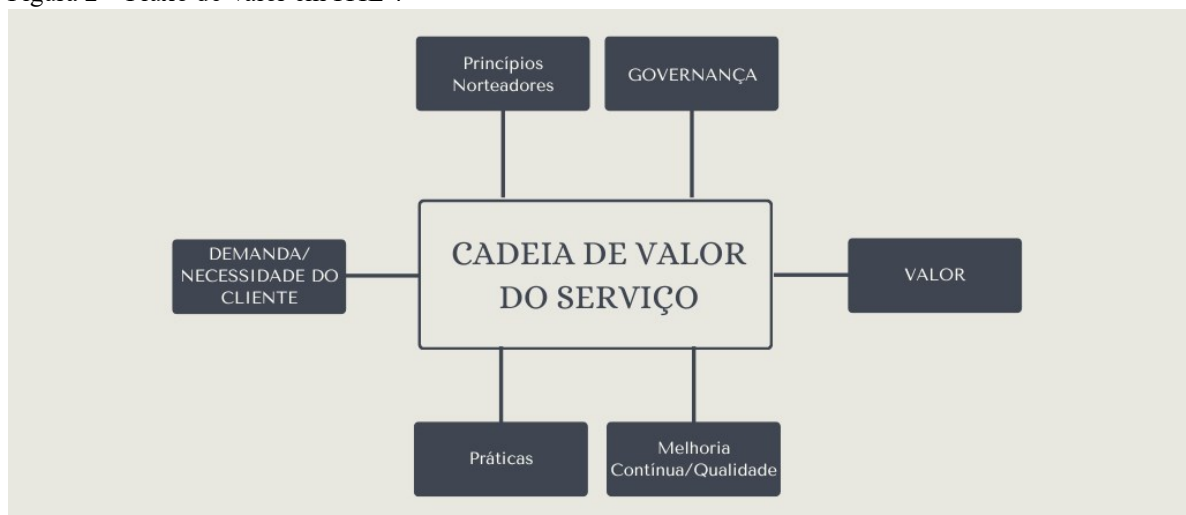 Princípios
Norteadores
GOVERNANÇA
DEMANDA/
NECESSIDADE DO
CLIENTE
CADEIA DE VALOR
DO SERVIÇO
VALOR
Práticas
Melhoria
Contínua/Qualidade